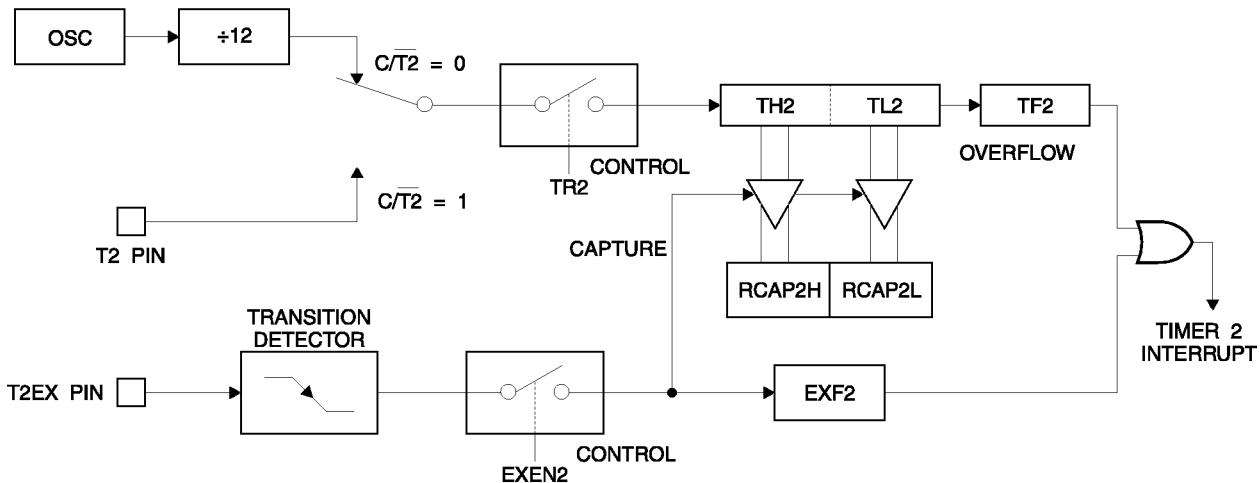 OSC
÷12
C/T2 = 0
TH2
TL2
TF2
CONTROL
OVERFLOW
TR2
C/T2 = 1
T2 PIN
CAPTURE
RCAP2H
RCAP2L
TRANSITION
DETECTOR
TIMER 2
INTERRUPT
T2EX PIN
EXF2
CONTROL
EXEN2